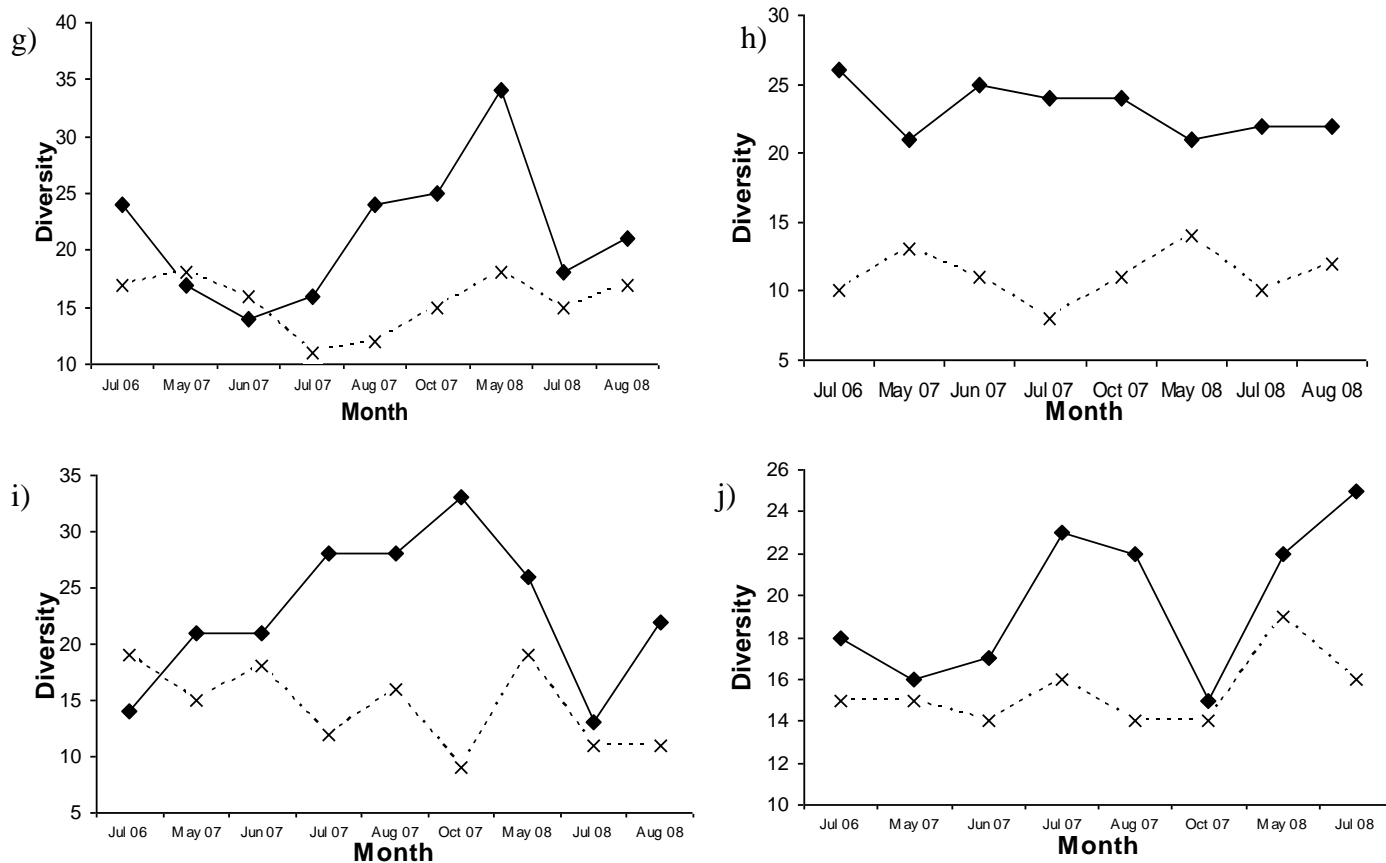 g)
40
35
30
25
20
15
10
Diversity
Jul 06 May 07 Jun 07 Jul 07 Aug 07 Oct 07 May 08 Jul 08 Aug 08
Month
h)
30
25
20
15
10
5
Diversity
Jul 06 May 07 Jun 07 Jul 07 Oct 07 May 08 Jul 08 Aug 08
Month
i)
35
30
25
20
15
10
5
Diversity
Jul 06 May 07 Jun 07 Jul 07 Aug 07 Oct 07 May 08 Jul 08 Aug 08
Month
j)
26
24
22
20
18
16
14
12
10
Diversity
Jul 06 May 07 Jun 07 Jul 07 Aug 07 Oct 07 May 08 Jul 08
Month